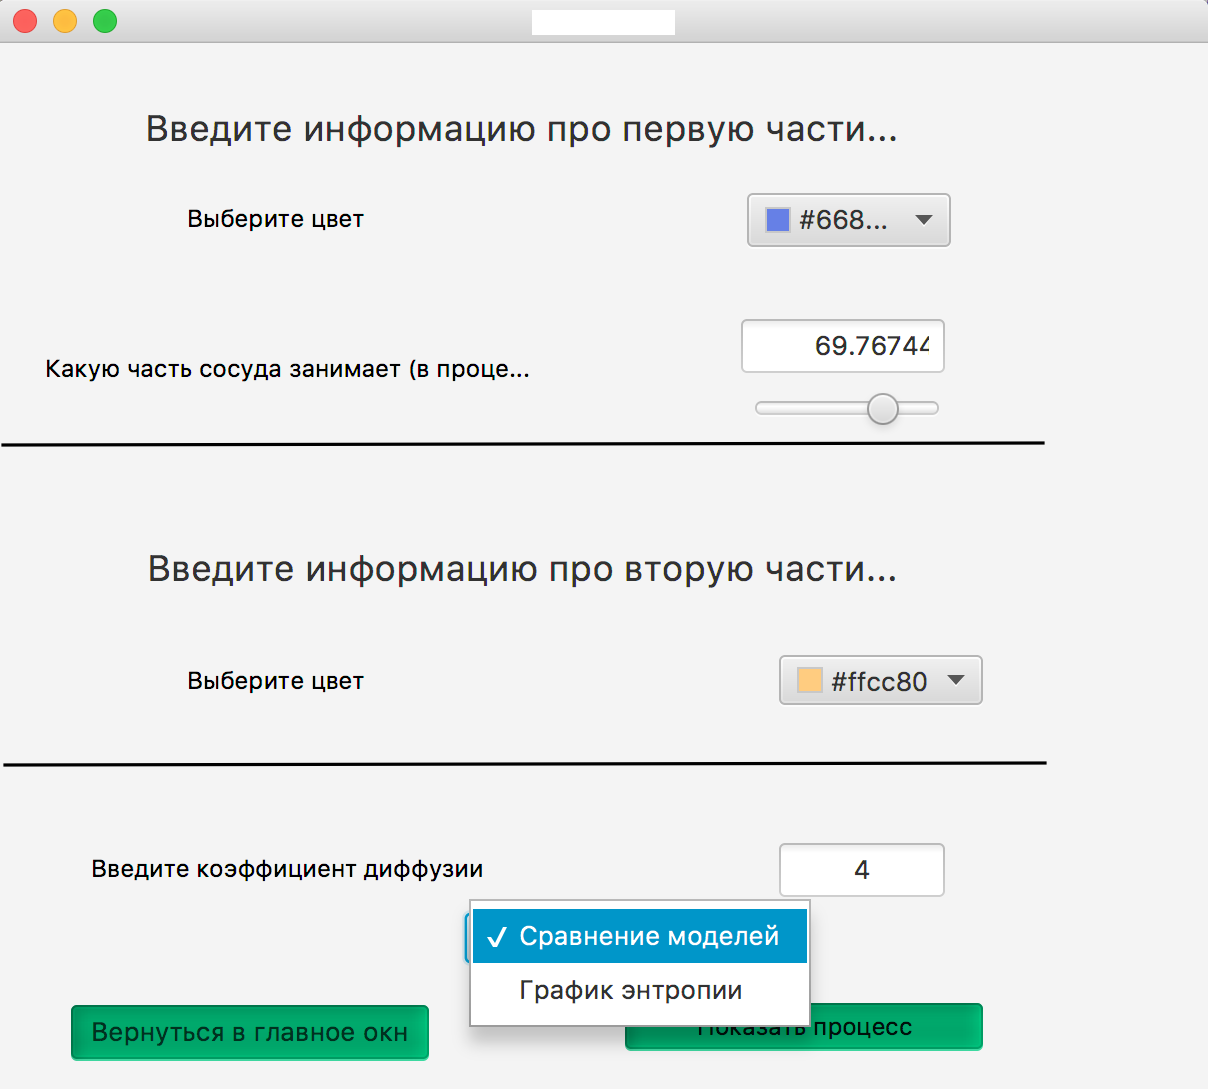 Введите информацию про первую части...
Выберите цвет
#668...
69.76744
Какую часть сосуда занимает (в проце...
Введите информацию про вторую части...
Выберите цвет
#ffcc80
Введите коэффициент диффузии
4
✓ Сравнение моделей
График энтропии
Вернуться в главное окн
Показать процесс